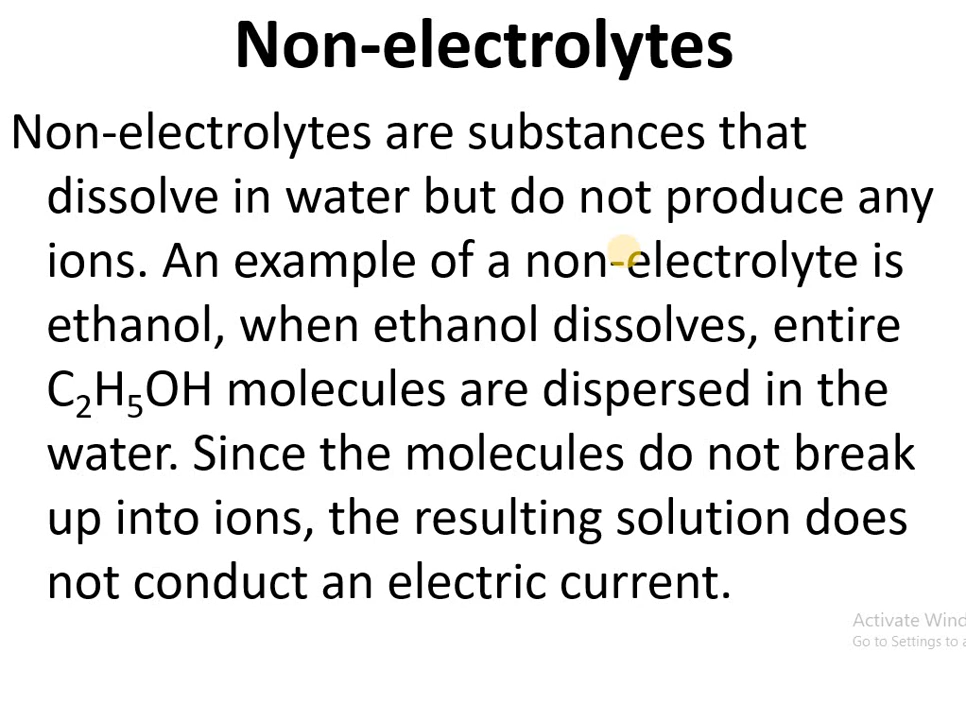 Non-electrolytes
Non-electrolytes are substances that
dissolve in water but do not produce any
ions. An example of a non-electrolyte is
ethanol, when ethanol dissolves, entire
C₂H₅OH molecules are dispersed in the
water. Since the molecules do not break
up into ions, the resulting solution does
not conduct an electric current.
Activate Wind
Go to Settings to a